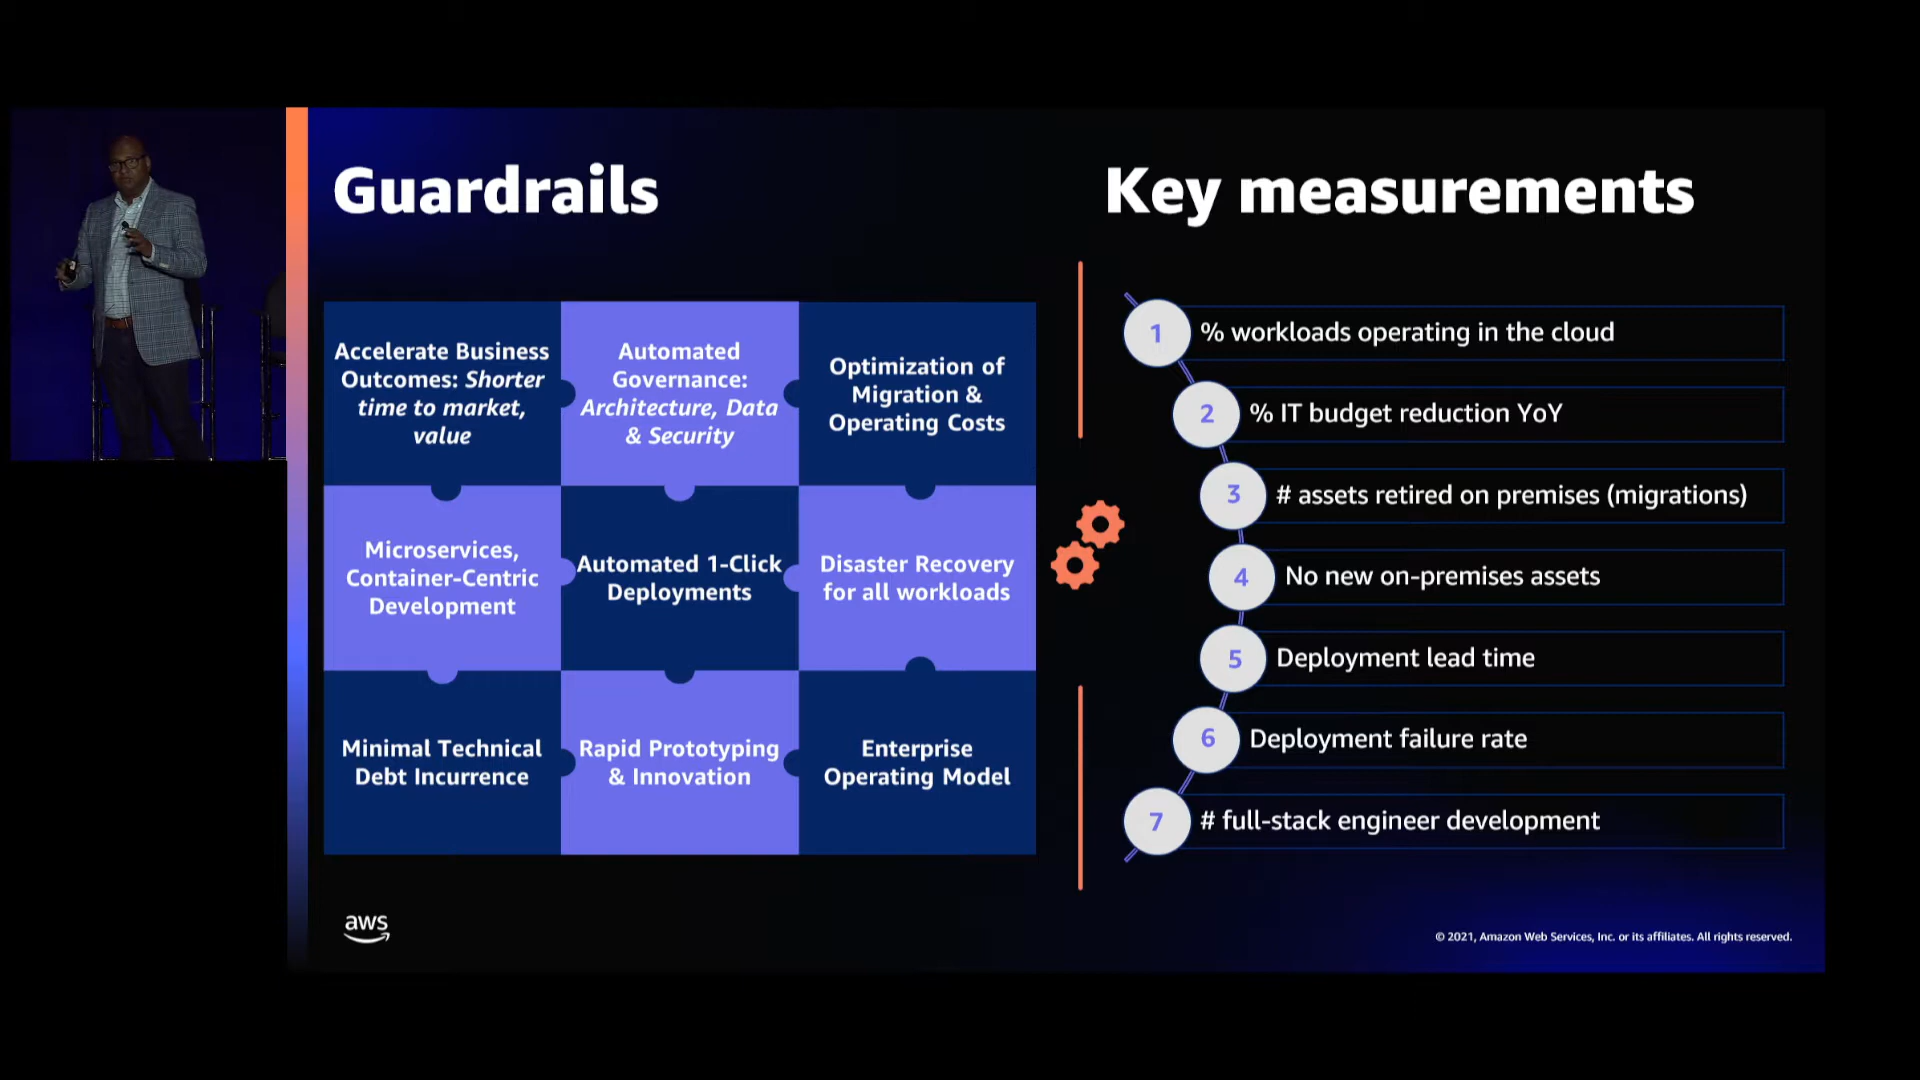 Guardrails
Accelerate Business
Outcomes: Shorter
time to market,
value
Automated
Governance:
Architecture, Data
& Security
Optimization of
Migration &
Operating Costs
Microservices,
Container-Centric
Development
Automated 1-Click
Deployments
Disaster Recovery
for all workloads
Minimal Technical
Debt Incurrence
Rapid Prototyping
& Innovation
Enterprise
Operating Model
Key measurements
1 % workloads operating in the cloud
2 % IT budget reduction YoY
3 # assets retired on premises (migrations)
4 No new on-premises assets
5 Deployment lead time
6 Deployment failure rate
7 # full-stack engineer development
aws
© 2021, Amazon Web Services, Inc. or its affiliates. All rights reserved.